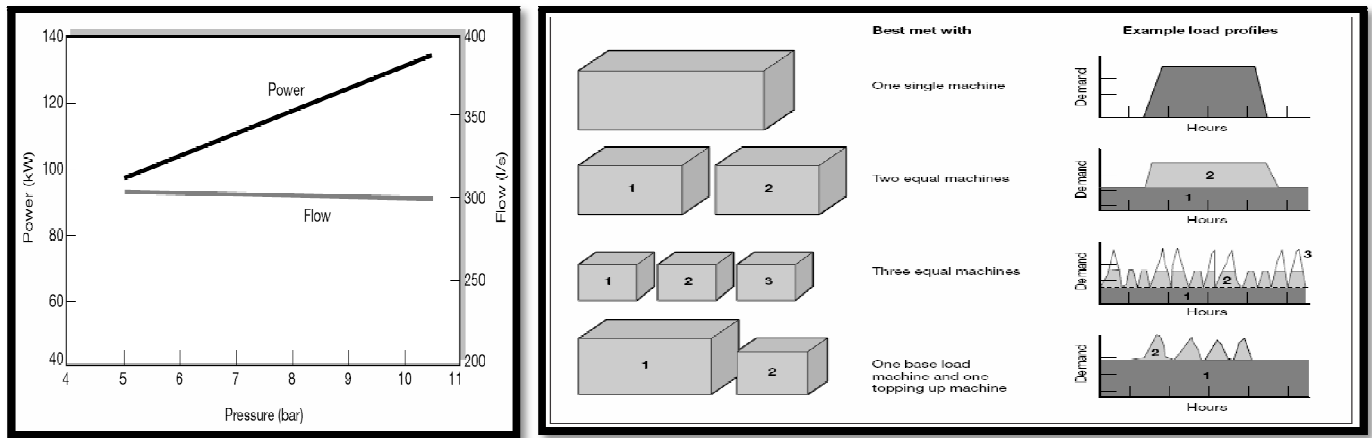 140
120
100
80
60
40
Power (kW)
Power
Flow
400
350
300
250
200
Flow (l/s)
4 5 6 7 8 9 10 11
Pressure (bar)
Best met with
Example load profiles
One single machine
Demand
Hours
1
2
Two equal machines
Demand
2
1
Hours
1
2
3
Three equal machines
Demand
3
2
1
Hours
1
2
One base load
machine and one
topping up machine
Demand
2
1
Hours